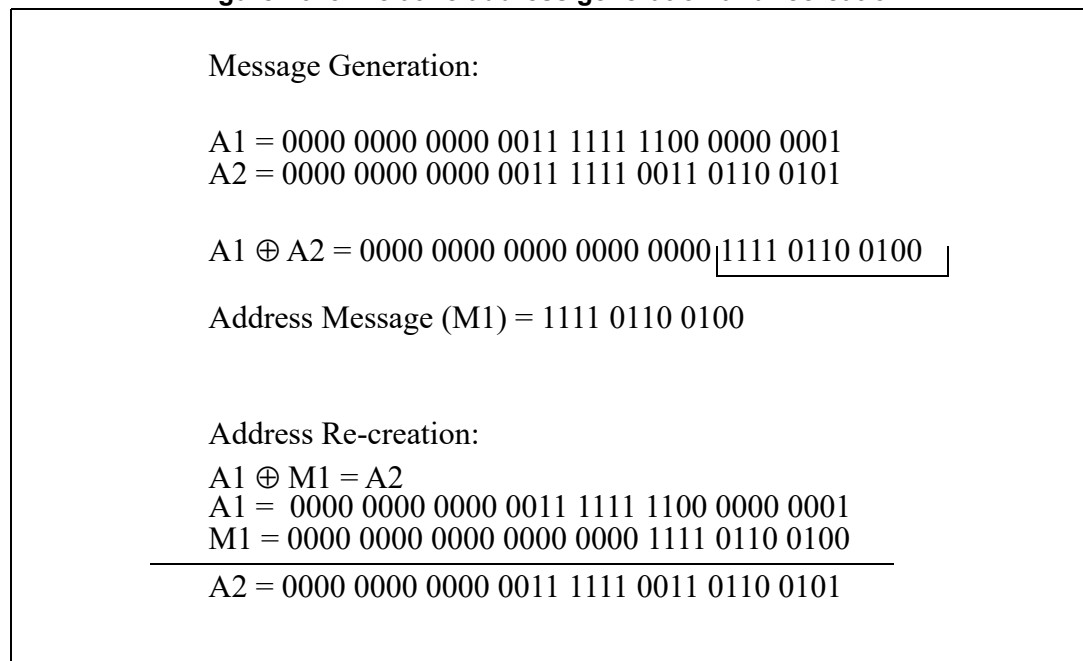 Message Generation:
A1 = 0000 0000 0000 0011 1111 1100 0000 0001
A2 = 0000 0000 0000 0011 1111 0011 0110 0101
A1 ⊕ A2 = 0000 0000 0000 0000 0000 1111 0110 0100
Address Message (M1) = 1111 0110 0100
Address Re-creation:
A1 ⊕ M1 = A2
A1 = 0000 0000 0000 0011 1111 1100 0000 0001
M1 = 0000 0000 0000 0000 0000 1111 0110 0100
A2 = 0000 0000 0000 0011 1111 0011 0110 0101